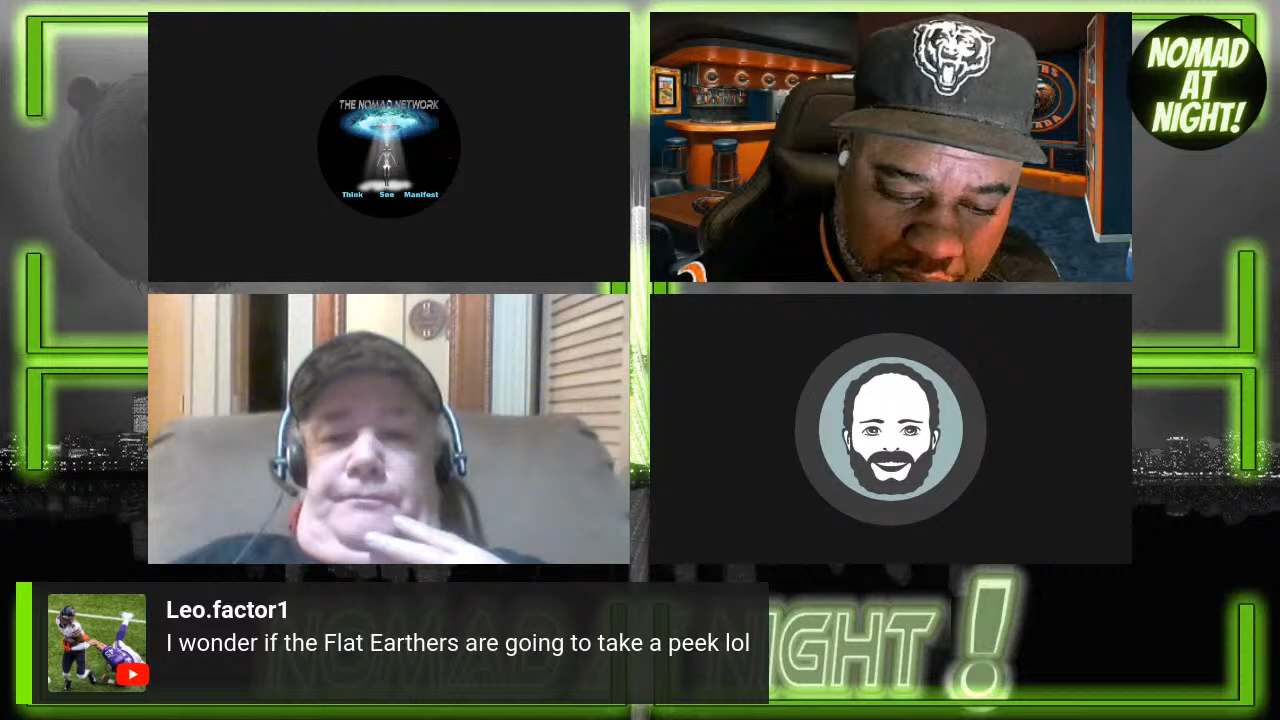 THE NOMAD NETWORK
Think See Manifest
NOMAD
AT
NIGHT!
Leo.factor1
I wonder if the Flat Earthers are going to take a peek lol
NIGHT!